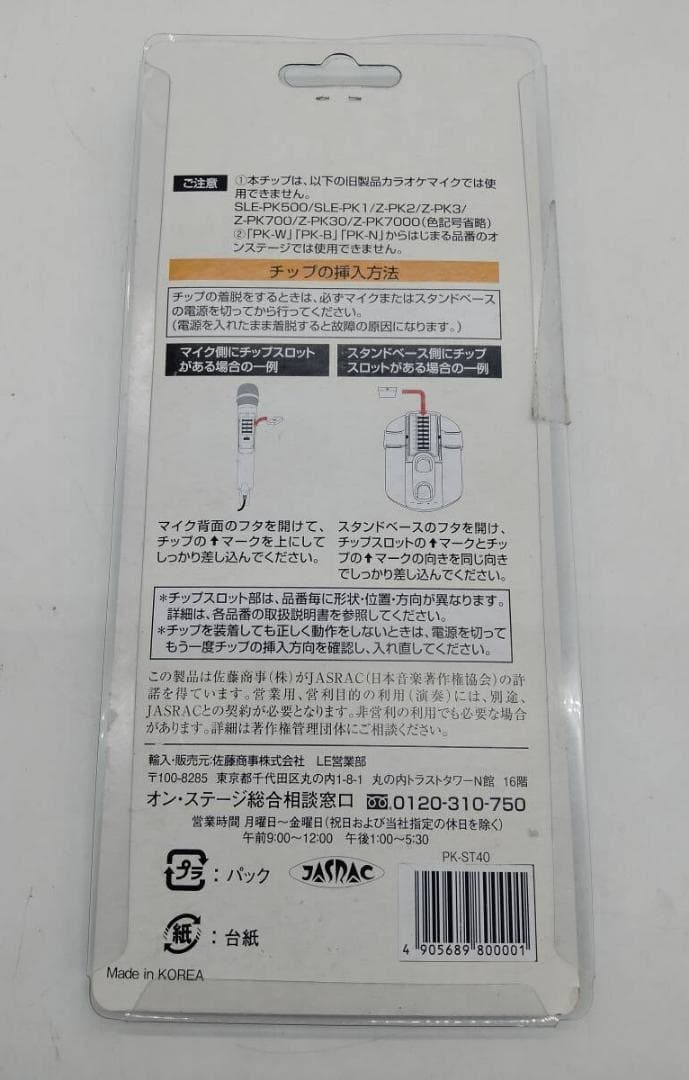 ご注意
①本チップは、以下の旧製品カラオケマイクでは使
用できません。
SLE-PK500/SLE-PK1/Z-PK2/Z-PK3/
Z-PK700/Z-PK30/Z-PK7000(色記号省略)
②「PK-W」「PK-B」「PK-N」からはじまる品番のオ
ンステージでは使用できません。
チップの挿入方法
チップの着脱をするときは、必ずマイクまたはスタンドベース
の電源を切ってから行ってください。
(電源を入れたまま着脱すると故障の原因になります。)
マイク側にチップスロット
がある場合の一例
スタンドベース側にチップ
スロットがある場合の一例
マイク背面のフタを開けて、
チップの⬆マークを上にして
しっかり差し込んでください。
スタンドベースのフタを開け、
チップスロットの⬆マークとチッ
プの⬆マークの向きを同じ向き
でしっかり差し込んでください。
*チップスロット部は、品番毎に形状・位置・方向が異なります。
詳細は、各品番の取扱説明書を参照してください。
*チップを装着しても正しく動作をしないときは、電源を切って
もう一度チップの挿入方向を確認し、入れ直してください。
この製品は佐藤商事(株)がJASRAC(日本音楽著作権協会)の許
諾を得ています。営業用、営利目的の利用(演奏)には、別途、
JASRACとの契約が必要となります。非営利の利用でも必要な場合
があります。詳細は著作権管理団体にご相談ください。
輸入・販売元:佐藤商事株式会社 LE営業部
〒100-8285 東京都千代田区丸の内1-8-1 丸の内トラストタワーN館 16階
オン・ステージ総合相談窓口 0120-310-750
営業時間 月曜日〜金曜日(祝日および当社指定の休日を除く)
午前9:00〜12:00 午後1:00〜5:30
プラ:パック
JASRAC
PK-ST40
4 905689 800001
紙:台紙
Made in KOREA